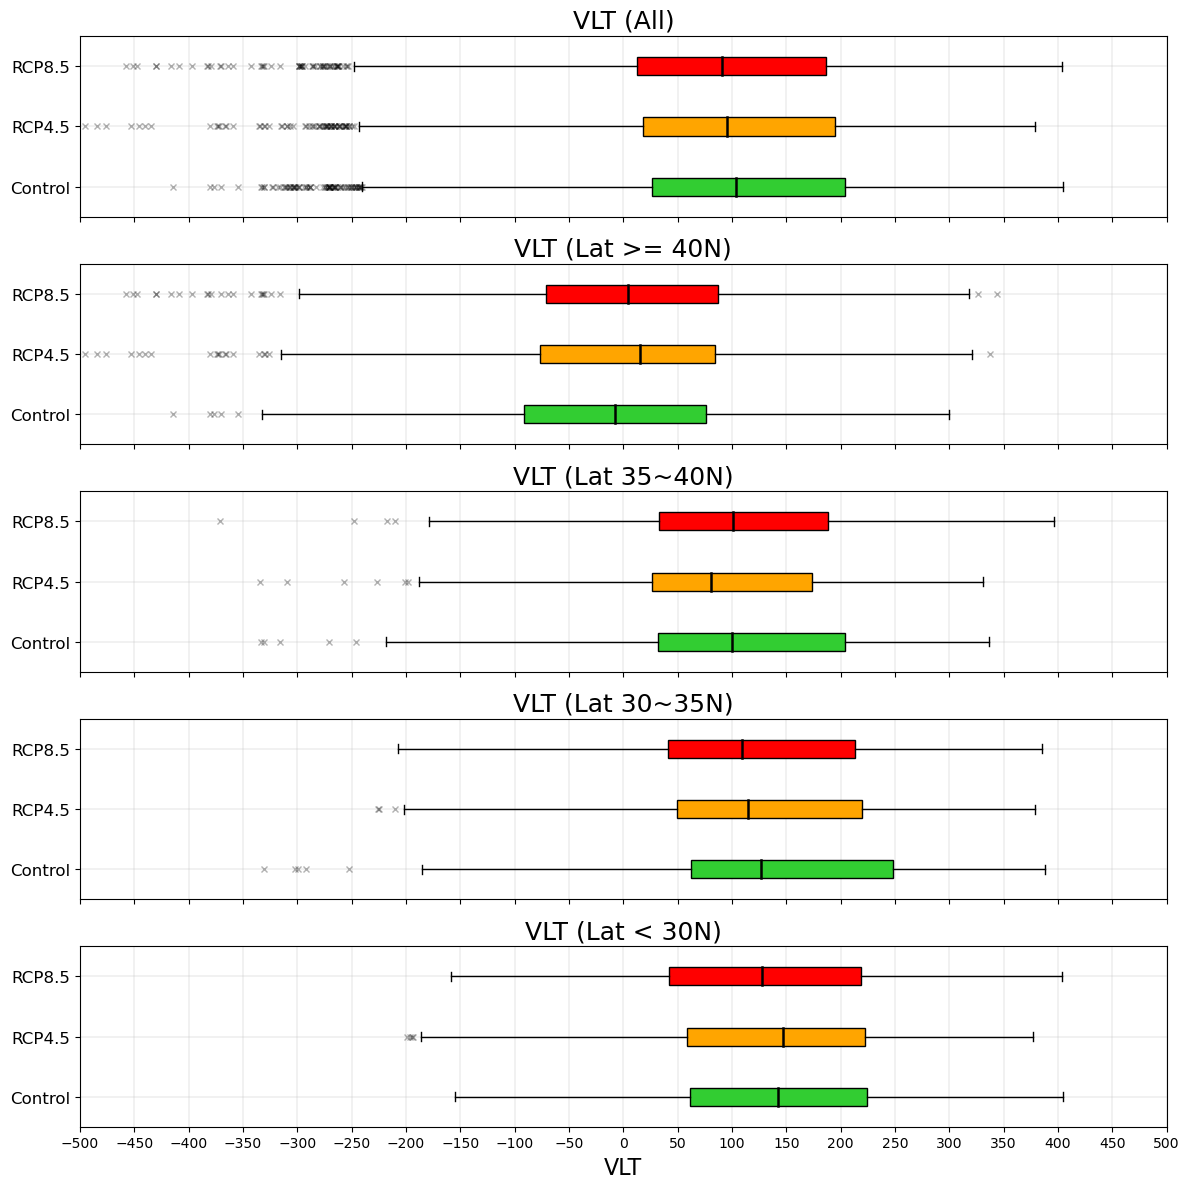 VLT (All)
RCP8.5
RCP4.5
Control
VLT (Lat >= 40N)
RCP8.5
RCP4.5
Control
VLT (Lat 35~40N)
RCP8.5
RCP4.5
Control
VLT (Lat 30~35N)
RCP8.5
RCP4.5
Control
VLT (Lat < 30N)
RCP8.5
RCP4.5
Control
−500 −450 −400 −350 −300 −250 −200 −150 −100 −50 0 50 100 150 200 250 300 350 400 450 500
VLT